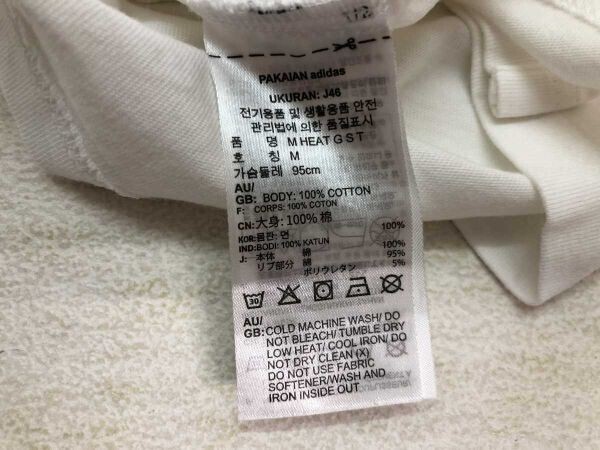 PAKAIAN adidas
UKURAN: J46
전기용품 및 생활용품 안전
관리법에 의한 품질표시
품 명 M HEAT G S T
호 칭 M
가슴둘레 95cm
AU/
GB: BODY: 100% COTTON
F: CORPS: 100% COTON
CN: 大身: 100% 棉
KOR: 몸판: 면 100%
IND: BODI: 100% KATUN
J: 本体 綿 100%
リブ部分 綿 95%
ポリウレタン 5%
30
AU/
GB: COLD MACHINE WASH/ DO
NOT BLEACH/ TUMBLE DRY
LOW HEAT/ COOL IRON/ DO
NOT DRY CLEAN (X)
DO NOT USE FABRIC
SOFTENER/WASH AND
IRON INSIDE OUT